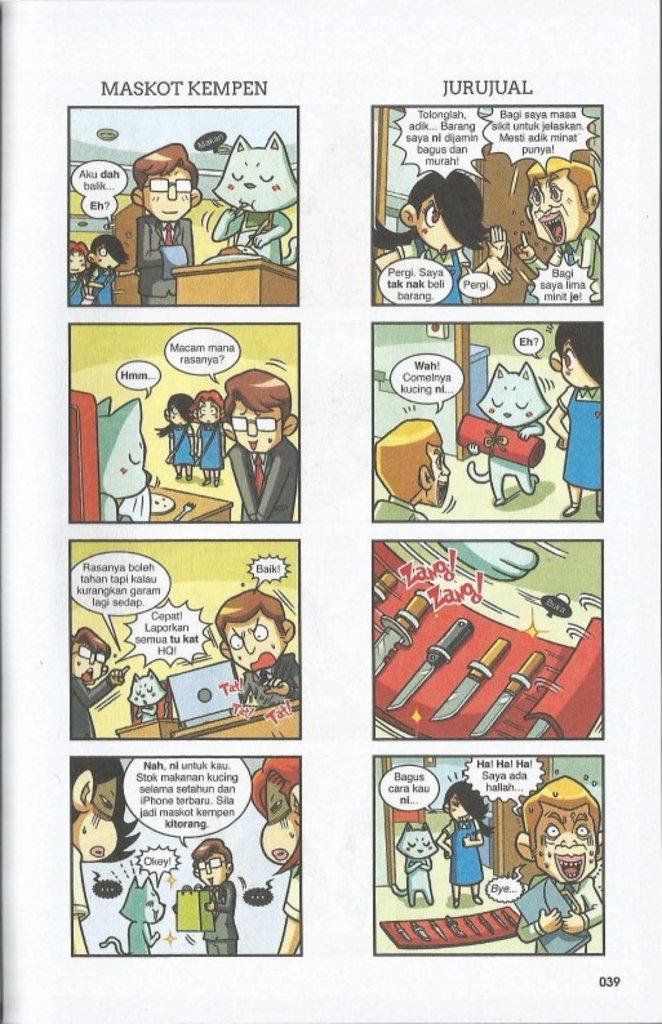 MASKOT KEMPEN
Aku dah
balik...
Eh?
Makan
Macam mana
rasanya?
Hmm...
Rasanya boleh
tahan tapi kalau
kurangkan garam
lagi sedap.
Baik!
Cepat!
Laporkan
semua tu kat
HQ!
Tat!
Tat!
Tat!
Nah, ni untuk kau.
Stok makanan kucing
selama setahun dan
iPhone terbaru. Sila
jadi maskot kempen
kitorang.
Okey!
JURUJUAL
Tolonglah,
adik... Barang
saya ni dijamin
bagus dan
murah!
Bagi saya masa
sikit untuk jelaskan.
Mesti adik minat
punya!
Pergi. Saya
tak nak beli
barang.
Pergi.
Bagi
saya lima
minit je!
Eh?
Wah!
Comelnya
kucing ni...
Zang!
Zang!
Buka
Bagus
cara kau
ni...
Ha! Ha! Ha!
Saya ada
hallah...
Bye...
039